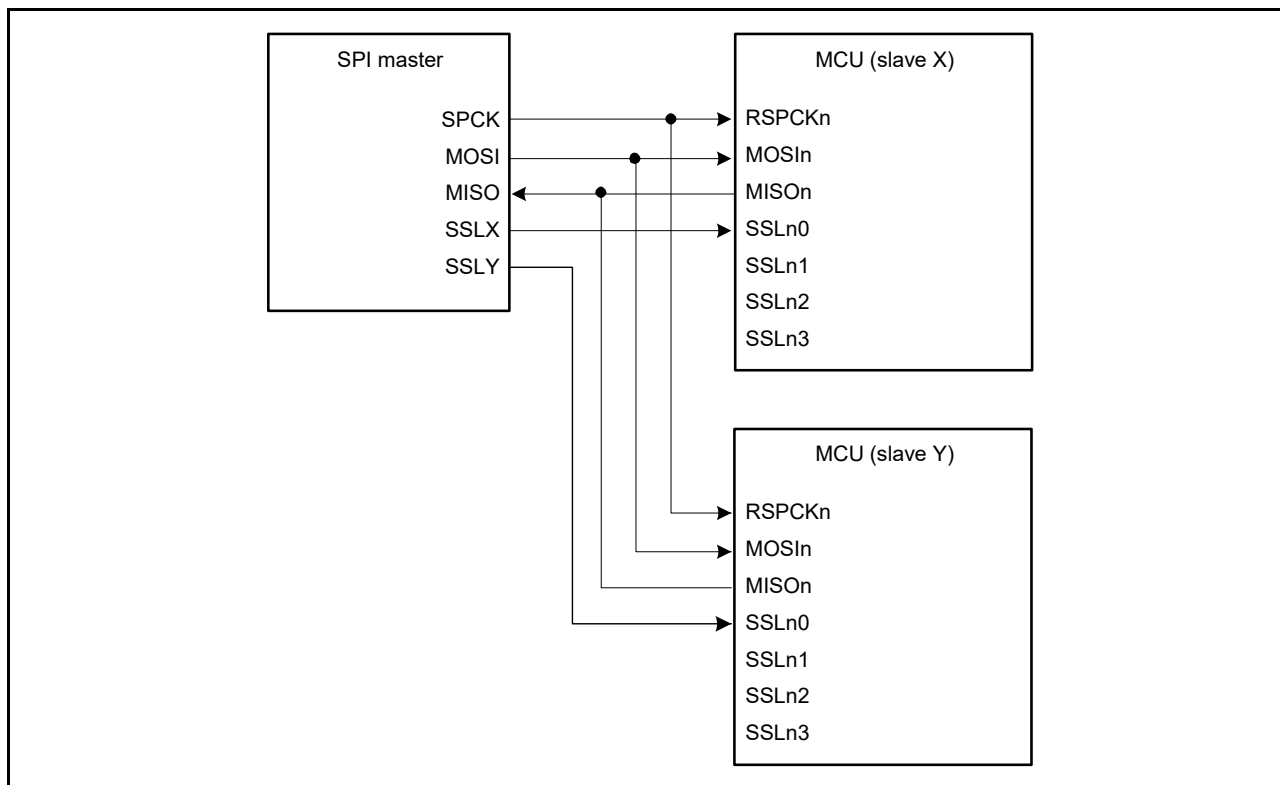 SPI master
SPCK
MOSI
MISO
SSLX
SSLY
MCU (slave X)
RSPCKn
MOSIn
MISOn
SSLn0
SSLn1
SSLn2
SSLn3
MCU (slave Y)
RSPCKn
MOSIn
MISOn
SSLn0
SSLn1
SSLn2
SSLn3